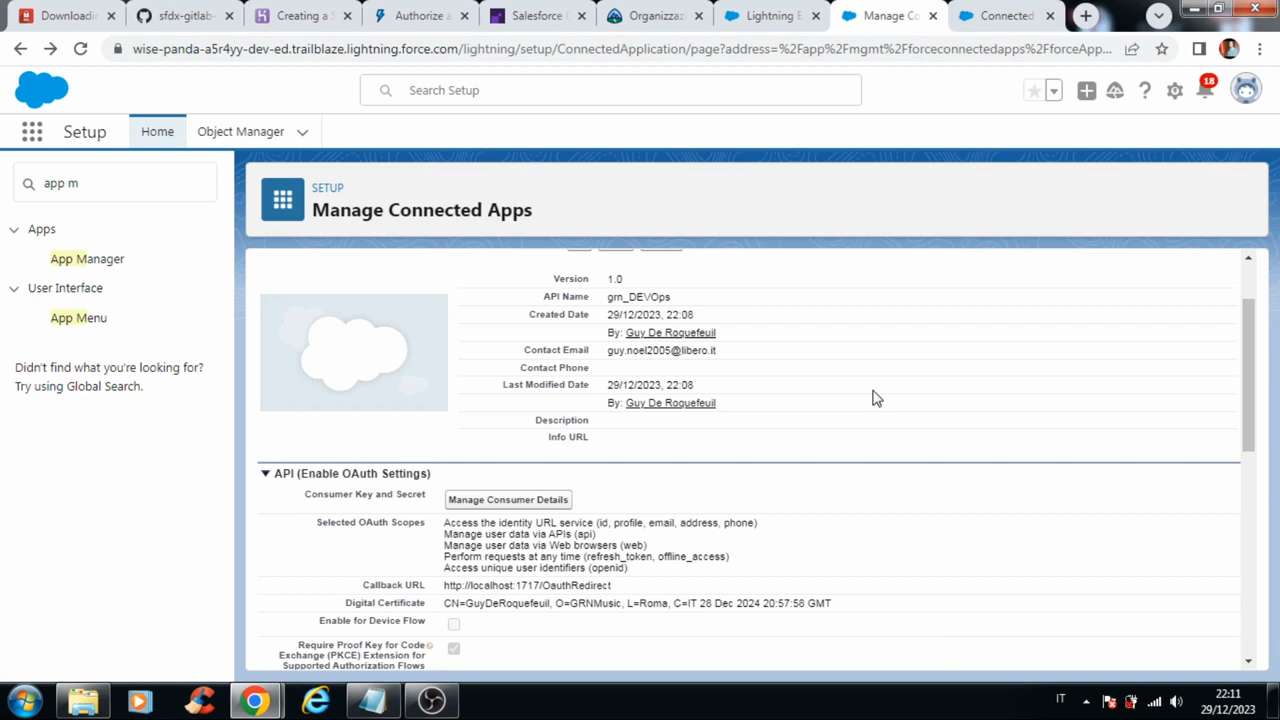 Downloadin
sfdx-gitlab-
Creating a S
Authorize a
Salesforce C
Organizzaz
Lightning E
Manage Co
Connected
wise-panda-a5r4yy-dev-ed.trailblaze.lightning.force.com/lightning/setup/ConnectedApplication/page?address=%2Fapp%2Fmgmt%2Fforceconnectedapps%2FforceApp...
Search Setup
18
Setup
Home
Object Manager
app m
Apps
App Manager
User Interface
App Menu
Didn't find what you're looking for?
Try using Global Search.
SETUP
Manage Connected Apps
Version 1.0
API Name grn_DEVOps
Created Date 29/12/2023, 22:08
By: Guy De Roquefeuil
Contact Email guy.noel2005@libero.it
Contact Phone
Last Modified Date 29/12/2023, 22:08
By: Guy De Roquefeuil
Description
Info URL
API (Enable OAuth Settings)
Consumer Key and Secret Manage Consumer Details
Selected OAuth Scopes Access the identity URL service (id, profile, email, address, phone)
Manage user data via APIs (api)
Manage user data via Web browsers (web)
Perform requests at any time (refresh_token, offline_access)
Access unique user identifiers (openid)
Callback URL http://localhost:1717/OauthRedirect
Digital Certificate CN=GuyDeRoquefeuil, O=GRNMusic, L=Roma, C=IT 28 Dec 2024 20:57:58 GMT
Enable for Device Flow
Require Proof Key for Code
Exchange (PKCE) Extension for
Supported Authorization Flows
IT
22:11
29/12/2023